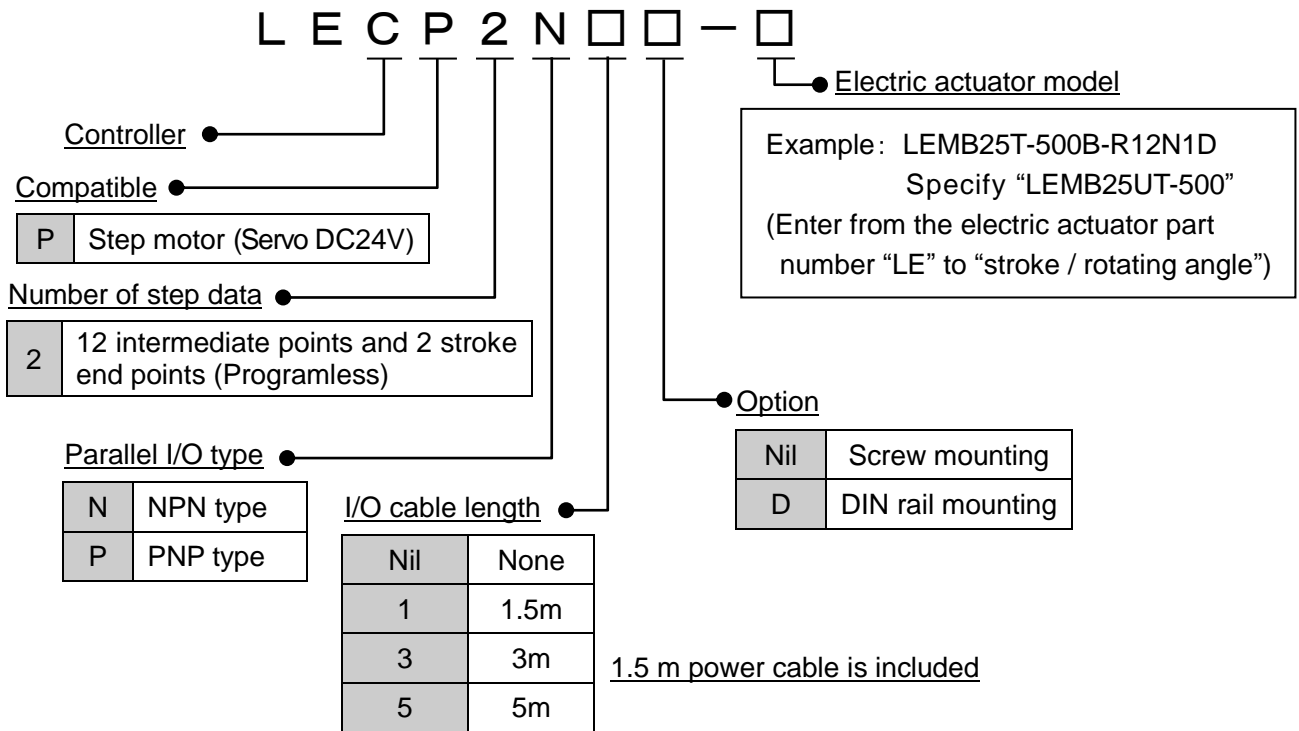 LECP2N□□-□
Electric actuator model
Example: LEMB25T-500B-R12N1D
Specify “LEMB25UT-500”
(Enter from the electric actuator part
number “LE” to “stroke / rotating angle”)
Controller
Compatible
P Step motor (Servo DC24V)
Number of step data
2 12 intermediate points and 2 stroke
end points (Programless)
Parallel I/O type
N NPN type
P PNP type
I/O cable length
Nil None
1 1.5m
3 3m
5 5m
1.5 m power cable is included
Option
Nil Screw mounting
D DIN rail mounting